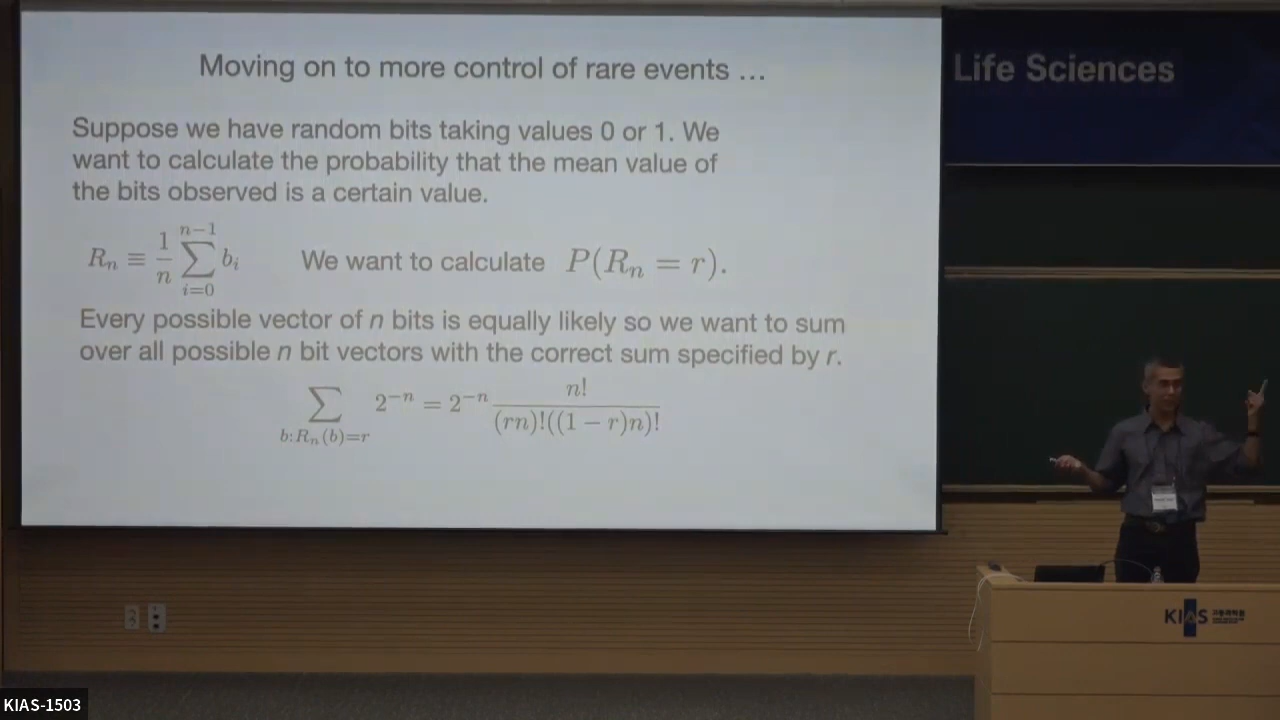 Moving on to more control of rare events ...
Life Sciences
Suppose we have random bits taking values 0 or 1. We
want to calculate the probability that the mean value of
the bits observed is a certain value.
R_n ≡ \frac{1}{n} \sum_{i=0}^{n-1} b_i We want to calculate P(R_n = r).
Every possible vector of n bits is equally likely so we want to sum
over all possible n bit vectors with the correct sum specified by r.
\sum_{b:R_n(b)=r} 2^{-n} = 2^{-n} \frac{n!}{(rn)!((1 - r)n)!}
KIAS
KIAS-1503